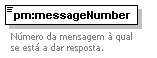 pm:messageNumber
Número da mensagem à qual
se está a dar resposta.